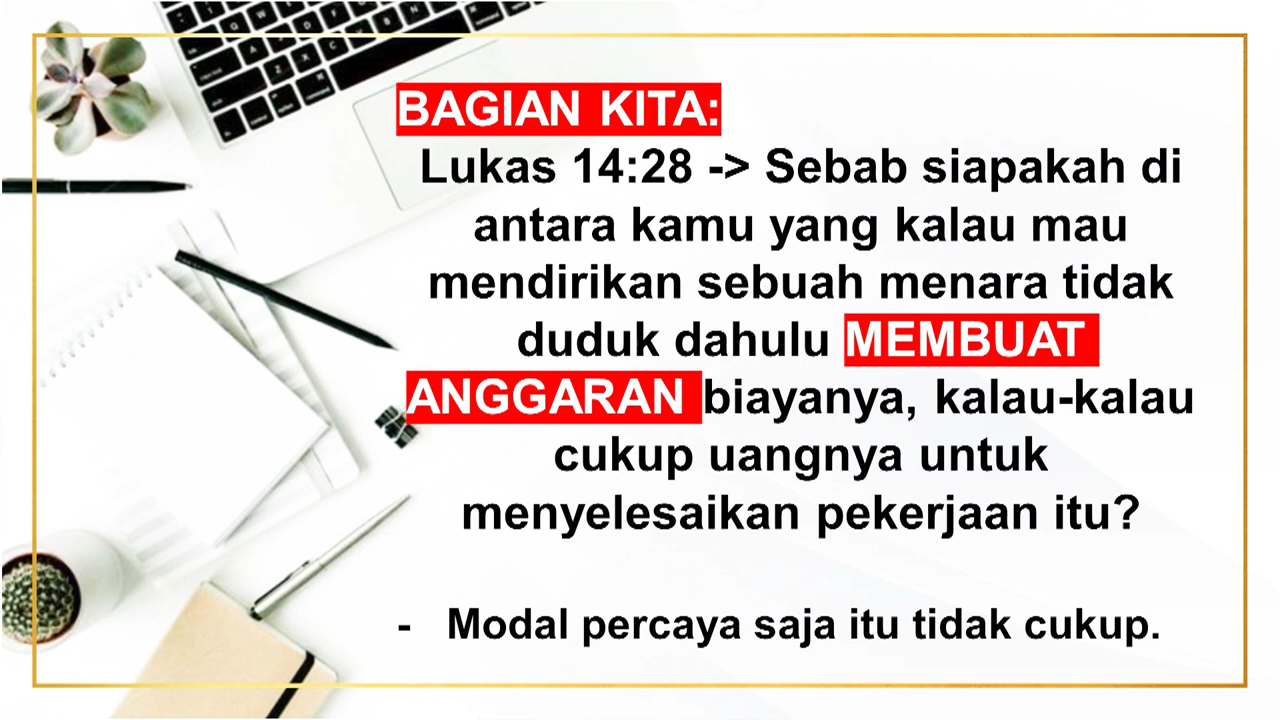 BAGIAN KITA:
Lukas 14:28 -> Sebab siapakah di
antara kamu yang kalau mau
mendirikan sebuah menara tidak
duduk dahulu MEMBUAT
ANGGARAN biayanya, kalau-kalau
cukup uangnya untuk
menyelesaikan pekerjaan itu?
- Modal percaya saja itu tidak cukup.